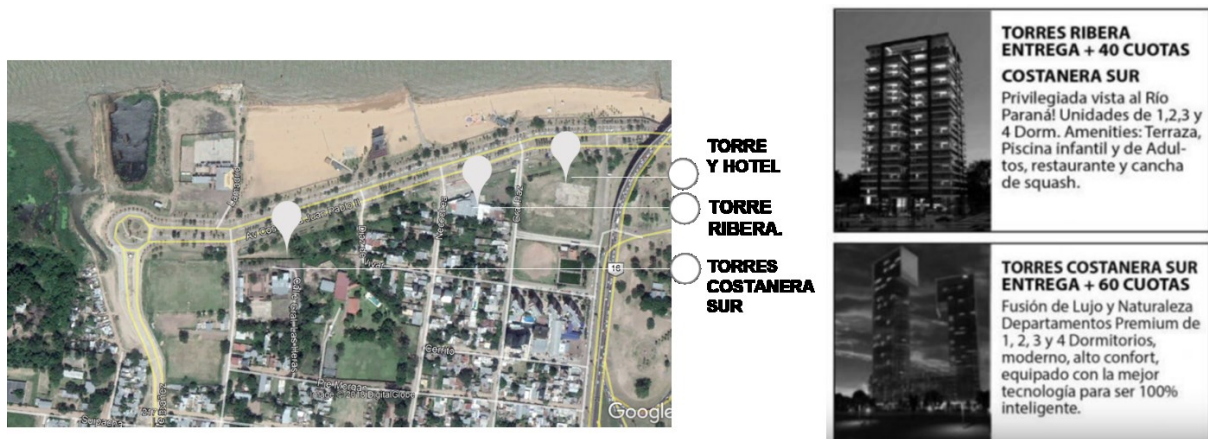 TORRE
Y HOTEL
TORRE
RIBERA.
TORRES
COSTANERA
SUR
Cerrito
Google
TORRES RIBERA
ENTREGA + 40 CUOTAS
COSTANERA SUR
Privilegiada vista al Río
Paraná! Unidades de 1,2,3 y
4 Dorm. Amenities: Terraza,
Piscina infantil y de Adul-
tos, restaurante y cancha
de squash.
TORRES COSTANERA SUR
ENTREGA + 60 CUOTAS
Fusión de Lujo y Naturaleza
Departamentos Premium de
1, 2, 3 y 4 Dormitorios,
moderno, alto confort,
equipado con la mejor
tecnología para ser 100%
inteligente.